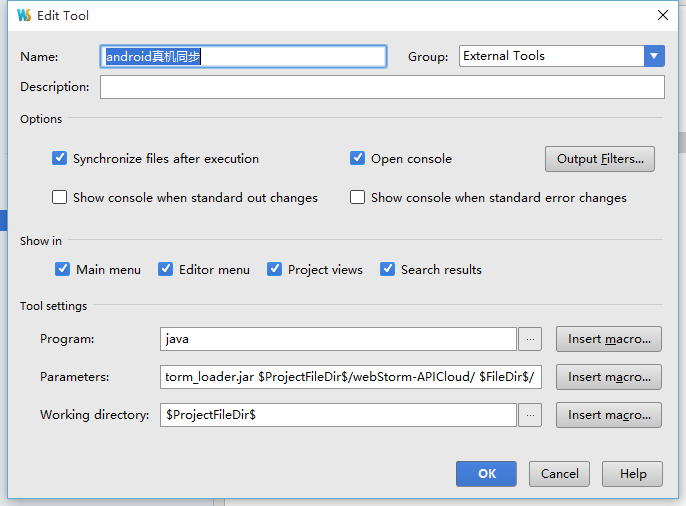 WS Edit Tool
Name: android真机同步 Group: External Tools
Description:
Options
Synchronize files after execution Open console Output Filters...
Show console when standard out changes Show console when standard error changes
Show in
Main menu Editor menu Project views Search results
Tool settings
Program: java ... Insert macro...
Parameters: torm_loader.jar $ProjectFileDir$/webStorm-APICloud/ $FileDir$/ Insert macro...
Working directory: $ProjectFileDir$ ... Insert macro...
OK Cancel Help